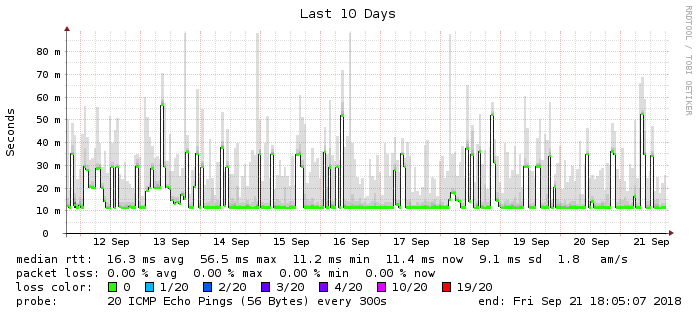 Last 10 Days
RRDTOOL / TOBI OETIKER
Seconds
80 m
70 m
60 m
50 m
40 m
30 m
20 m
10 m
0
12 Sep 13 Sep 14 Sep 15 Sep 16 Sep 17 Sep 18 Sep 19 Sep 20 Sep 21 Sep
median rtt: 16.3 ms avg 56.5 ms max 11.2 ms min 11.4 ms now 9.1 ms sd 1.8 am/s
packet loss: 0.00 % avg 0.00 % max 0.00 % min 0.00 % now
loss color: 0 1/20 2/20 3/20 4/20 10/20 19/20
probe: 20 ICMP Echo Pings (56 Bytes) every 300s end: Fri Sep 21 18:05:07 2018